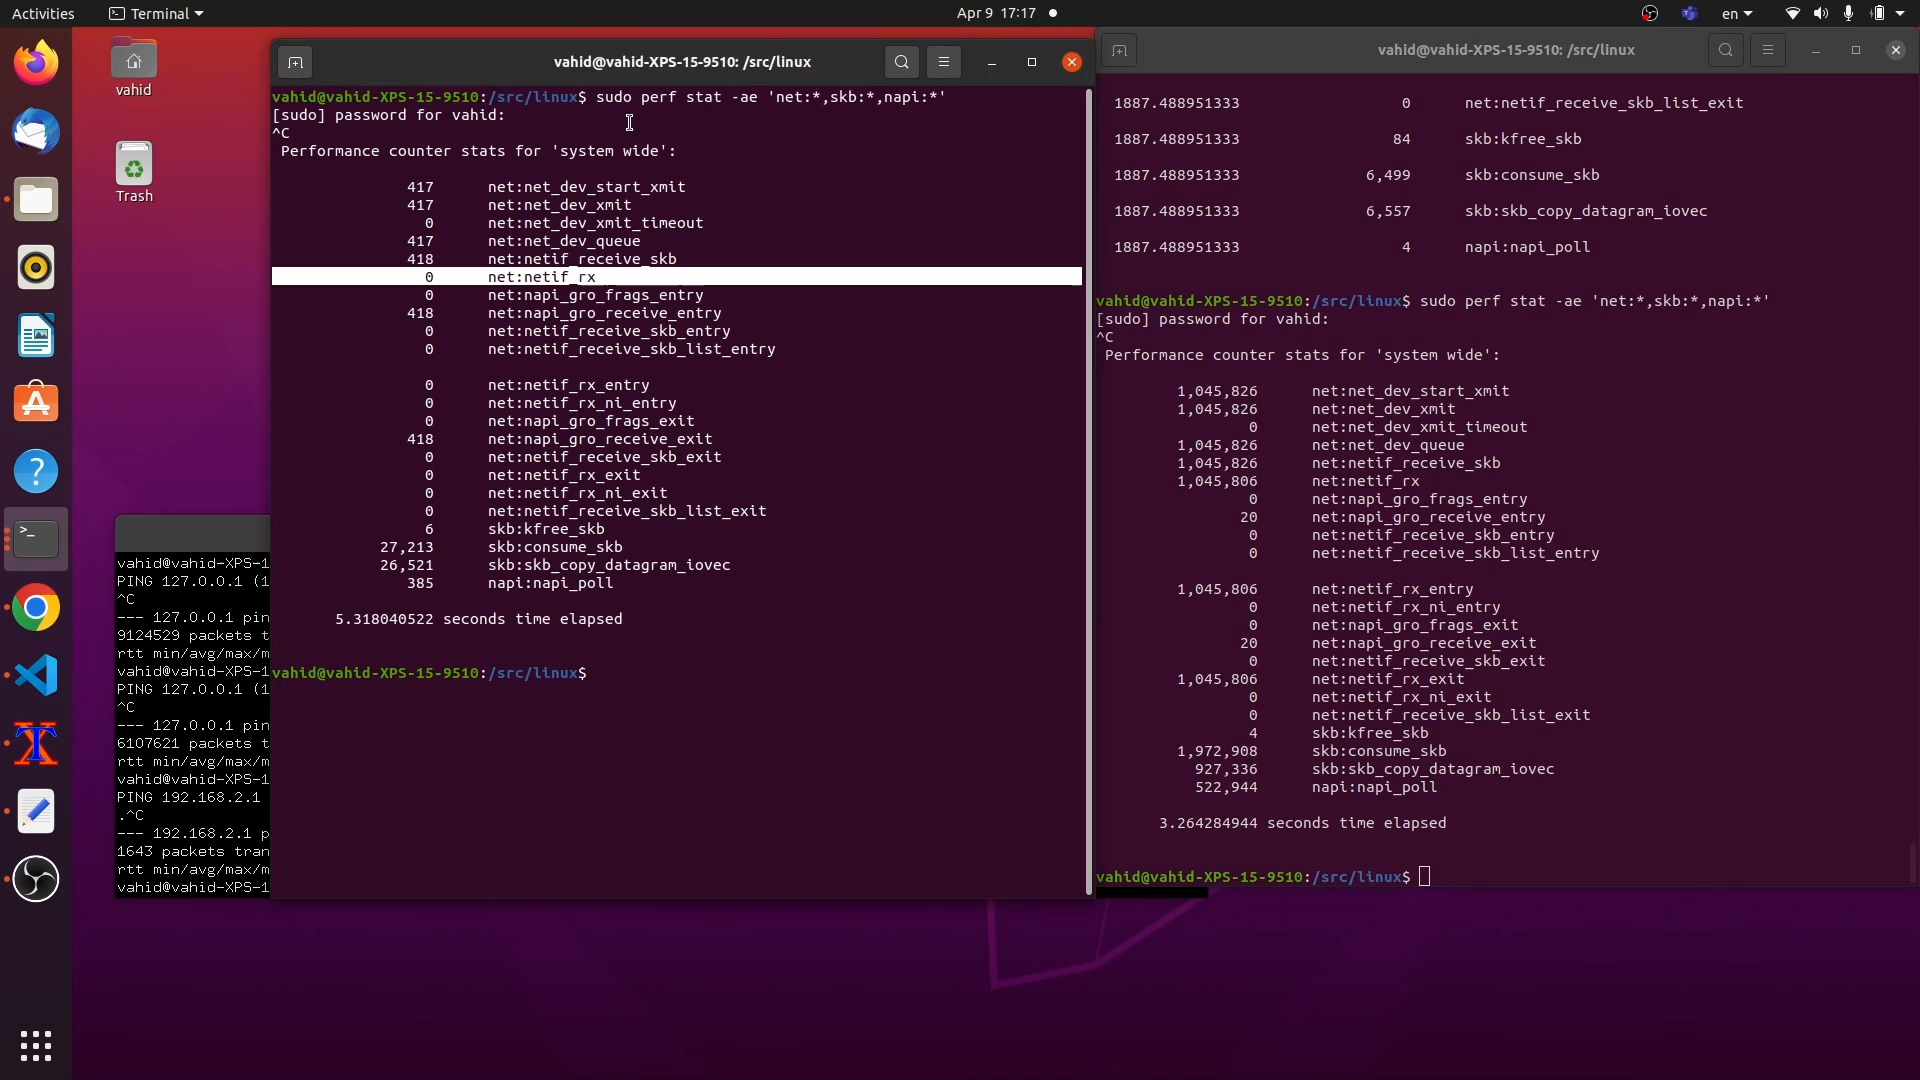 Activities
Terminal
Apr 9 17:17
en
vahid
Trash
vahid@vahid-XPS-1
PING 127.0.0.1 (1
^C
--- 127.0.0.1 pin
9124529 packets t
rtt min/avg/max/m
vahid@vahid-XPS-1
PING 127.0.0.1 (1
^C
--- 127.0.0.1 pin
6107621 packets t
rtt min/avg/max/m
vahid@vahid-XPS-1
PING 192.168.2.1
.^C
--- 192.168.2.1 p
1643 packets tran
rtt min/avg/max/m
vahid@vahid-XPS-1
vahid@vahid-XPS-15-9510: /src/linux
vahid@vahid-XPS-15-9510:/src/linux$ sudo perf stat -ae 'net:*,skb:*,napi:*'
[sudo] password for vahid:
^C
Performance counter stats for 'system wide':
417 net:net_dev_start_xmit
417 net:net_dev_xmit
0 net:net_dev_xmit_timeout
417 net:net_dev_queue
418 net:netif_receive_skb
0 net:netif_rx
0 net:napi_gro_frags_entry
418 net:napi_gro_receive_entry
0 net:netif_receive_skb_entry
0 net:netif_receive_skb_list_entry
0 net:netif_rx_entry
0 net:netif_rx_ni_entry
0 net:napi_gro_frags_exit
418 net:napi_gro_receive_exit
0 net:netif_receive_skb_exit
0 net:netif_rx_exit
0 net:netif_rx_ni_exit
0 net:netif_receive_skb_list_exit
6 skb:kfree_skb
27,213 skb:consume_skb
26,521 skb:skb_copy_datagram_iovec
385 napi:napi_poll
5.318040522 seconds time elapsed
vahid@vahid-XPS-15-9510:/src/linux$
vahid@vahid-XPS-15-9510: /src/linux
1887.488951333 0 net:netif_receive_skb_list_exit
1887.488951333 84 skb:kfree_skb
1887.488951333 6,499 skb:consume_skb
1887.488951333 6,557 skb:skb_copy_datagram_iovec
1887.488951333 4 napi:napi_poll
vahid@vahid-XPS-15-9510:/src/linux$ sudo perf stat -ae 'net:*,skb:*,napi:*'
[sudo] password for vahid:
^C
Performance counter stats for 'system wide':
1,045,826 net:net_dev_start_xmit
1,045,826 net:net_dev_xmit
0 net:net_dev_xmit_timeout
1,045,826 net:net_dev_queue
1,045,826 net:netif_receive_skb
1,045,806 net:netif_rx
0 net:napi_gro_frags_entry
20 net:napi_gro_receive_entry
0 net:netif_receive_skb_entry
0 net:netif_receive_skb_list_entry
1,045,806 net:netif_rx_entry
0 net:netif_rx_ni_entry
0 net:napi_gro_frags_exit
20 net:napi_gro_receive_exit
0 net:netif_receive_skb_exit
1,045,806 net:netif_rx_exit
0 net:netif_rx_ni_exit
0 net:netif_receive_skb_list_exit
4 skb:kfree_skb
1,972,908 skb:consume_skb
927,336 skb:skb_copy_datagram_iovec
522,944 napi:napi_poll
3.264284944 seconds time elapsed
vahid@vahid-XPS-15-9510:/src/linux$